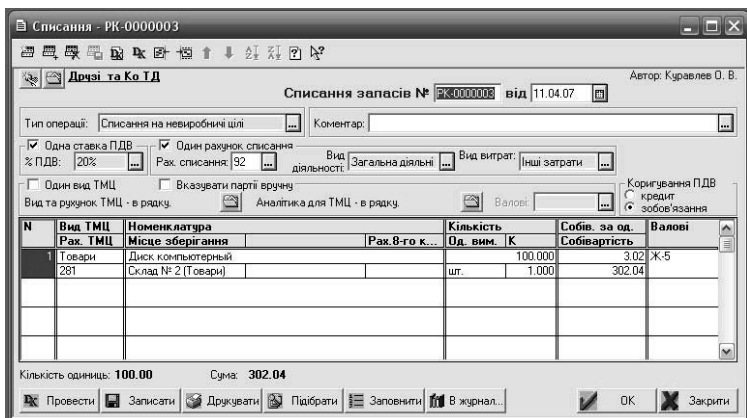 Списання - РК-0000003
Друзі та Ко ТД
Автор: Куравлев О. В.
Списання запасів № РК-0000003 від 11.04.07
Тип операції: Списання на невиробничі цілі ... Коментар: ...
Одна ставка ПДВ Один рахунок списання
% ПДВ: 20% ... Рах. списання: 92 ... Вид діяльності: Загальна діяльні ... Вид витрат: Інші затрати ...
Один вид ТМЦ Вказувати партії вручну Коригування ПДВ
Вид та рухунок ТМЦ - в рядку. Аналітика для ТМЦ - в рядку. Валові: ... кредит
зобов'язання
N Вид ТМЦ Номенклатура Кількість Собів. за од. Валові
Рах. ТМЦ Місце зберігання Рах.8-го к... Од. вим. К Собівартість
1 Товари Диск компьютерный 100.000 3.02 Ж-5
281 Склад № 2 (Товари) шт. 1.000 302.04
Кількість одиниць: 100.00 Сума: 302.04
Провести Записати Друкувати Підібрати Заповнити В журнал... OK Закрити